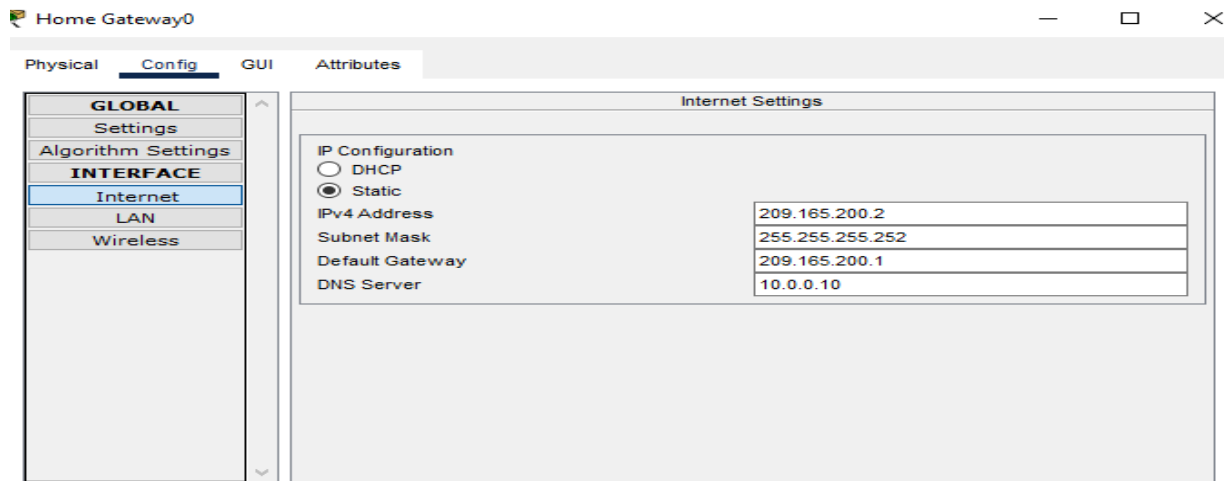 Home Gateway0
Physical Config GUI Attributes
GLOBAL
Settings
Algorithm Settings
INTERFACE
Internet
LAN
Wireless
Internet Settings
IP Configuration
DHCP
Static
IPv4 Address 209.165.200.2
Subnet Mask 255.255.255.252
Default Gateway 209.165.200.1
DNS Server 10.0.0.10